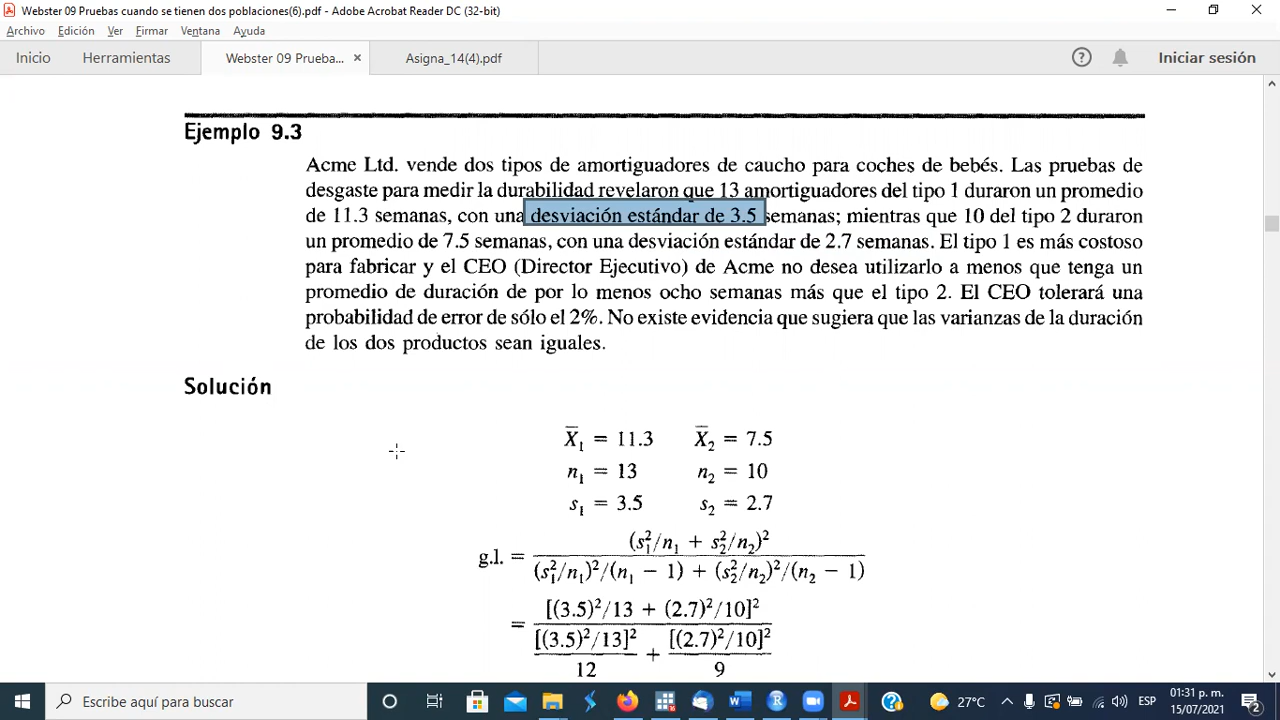 Webster 09 Pruebas cuando se tienen dos poblaciones(6).pdf - Adobe Acrobat Reader DC (32-bit)
Archivo Edición Ver Firmar Ventana Ayuda
Inicio Herramientas Webster 09 Prueba... × Asigna_14(4).pdf Iniciar sesión
Ejemplo 9.3
Acme Ltd. vende dos tipos de amortiguadores de caucho para coches de bebés. Las pruebas de
desgaste para medir la durabilidad revelaron que 13 amortiguadores del tipo 1 duraron un promedio
de 11.3 semanas, con una desviación estándar de 3.5 semanas; mientras que 10 del tipo 2 duraron
un promedio de 7.5 semanas, con una desviación estándar de 2.7 semanas. El tipo 1 es más costoso
para fabricar y el CEO (Director Ejecutivo) de Acme no desea utilizarlo a menos que tenga un
promedio de duración de por lo menos ocho semanas más que el tipo 2. El CEO tolerará una
probabilidad de error de sólo el 2%. No existe evidencia que sugiera que las varianzas de la duración
de los dos productos sean iguales.
Solución
X̄₁ = 11.3 X̄₂ = 7.5
n₁ = 13 n₂ = 10
s₁ = 3.5 s₂ = 2.7
(s₁²/n₁ + s₂²/n₂)²
g.l. =
(s₁²/n₁)²/(n₁ − 1) + (s₂²/n₂)²/(n₂ − 1)
[(3.5)²/13 + (2.7)²/10]²
=
[(3.5)²/13]² + [(2.7)²/10]²
12 9
Escribe aquí para buscar
27°C ESP 01:31 p. m.
15/07/2021 2